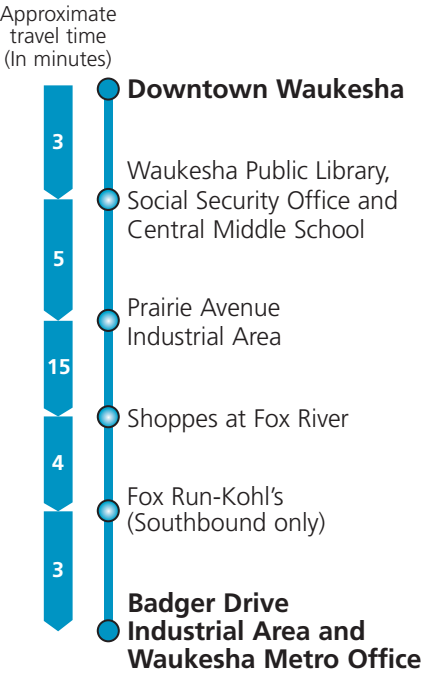 Approximate
travel time
(In minutes)
Downtown Waukesha
3
Waukesha Public Library,
Social Security Office and
Central Middle School
5
Prairie Avenue
Industrial Area
15
Shoppes at Fox River
4
Fox Run-Kohl’s
(Southbound only)
3
Badger Drive
Industrial Area and
Waukesha Metro Office